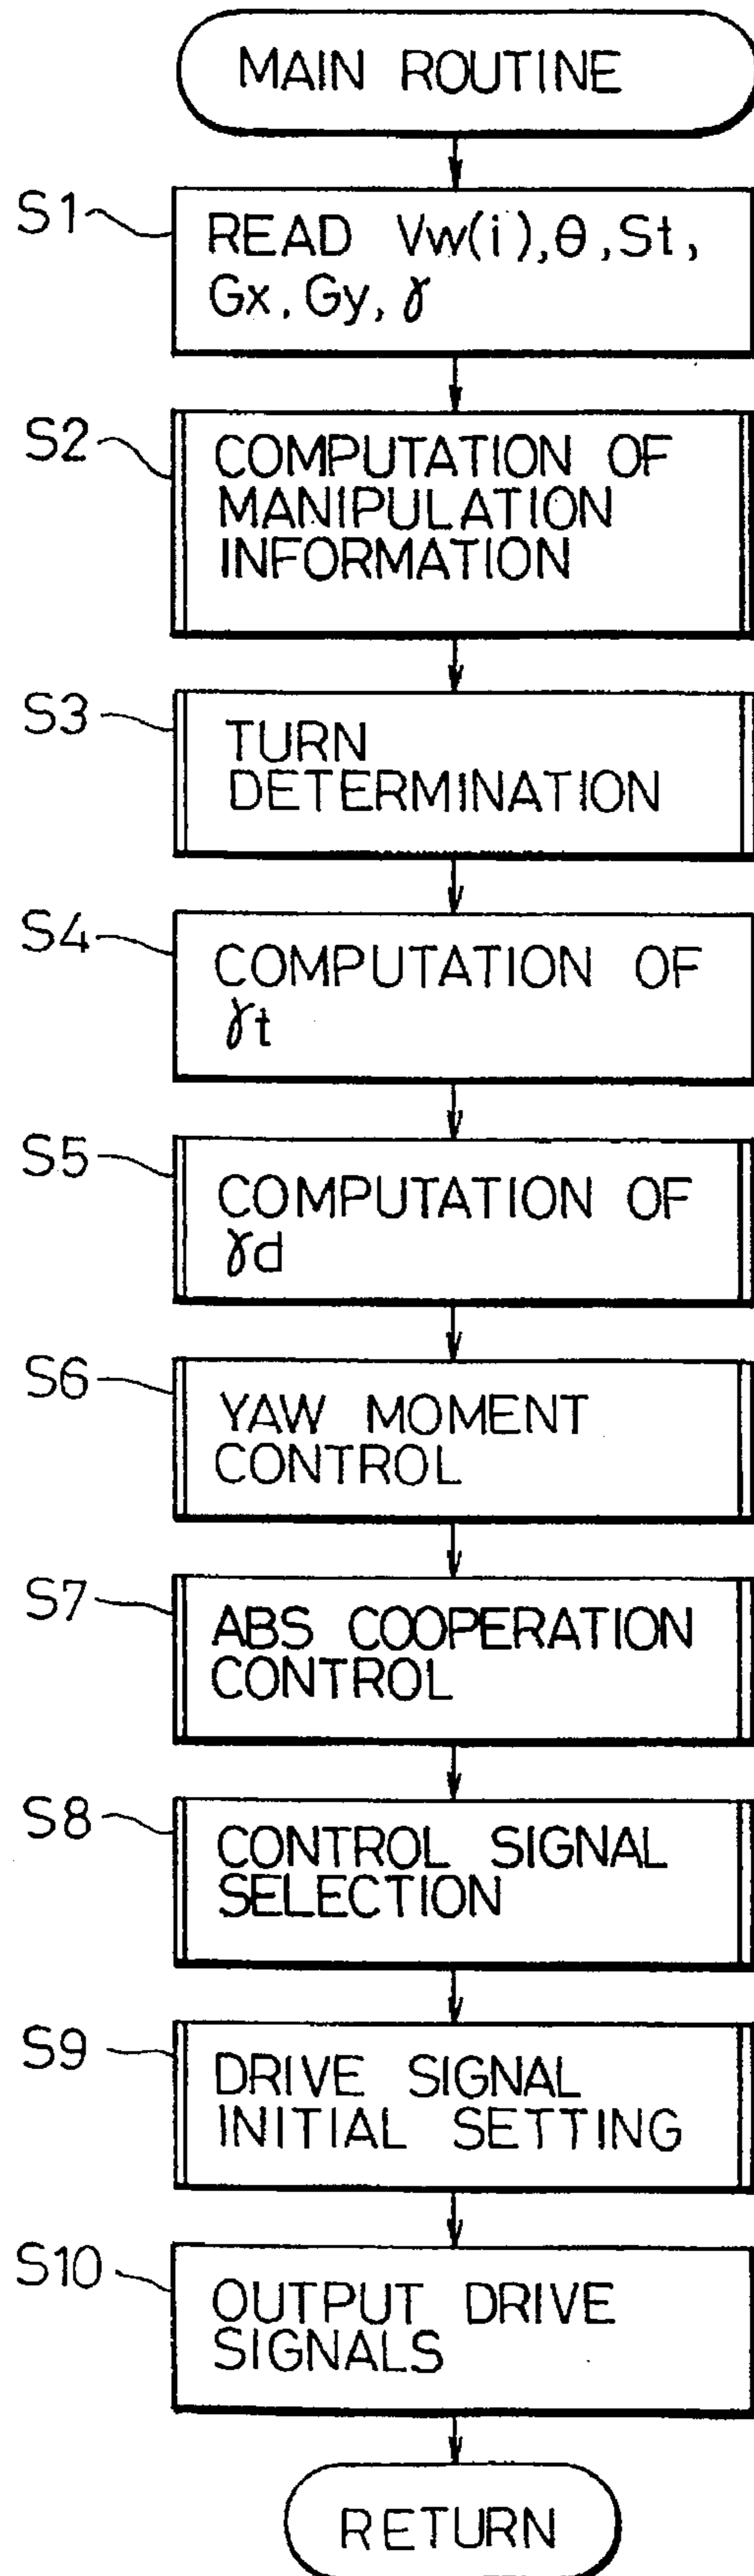 MAIN ROUTINE
S1
READ Vw(i), θ, St,
Gx, Gy, γ
S2
COMPUTATION OF
MANIPULATION
INFORMATION
S3
TURN
DETERMINATION
S4
COMPUTATION OF
γt
S5
COMPUTATION OF
γd
S6
YAW MOMENT
CONTROL
S7
ABS COOPERATION
CONTROL
S8
CONTROL SIGNAL
SELECTION
S9
DRIVE SIGNAL
INITIAL SETTING
S10
OUTPUT DRIVE
SIGNALS
RETURN